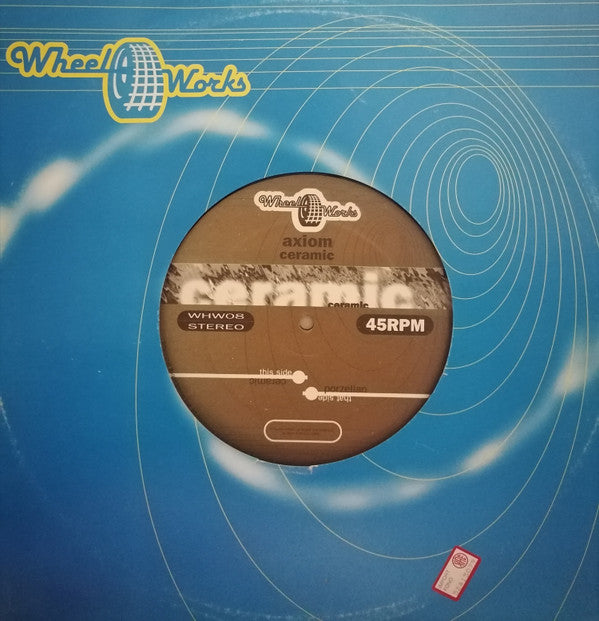 Wheel Works
Wheel Works
axiom
ceramic
ceramic
ceramic
WHW08
STEREO
45RPM
this side
ceramic
porzellan
that side